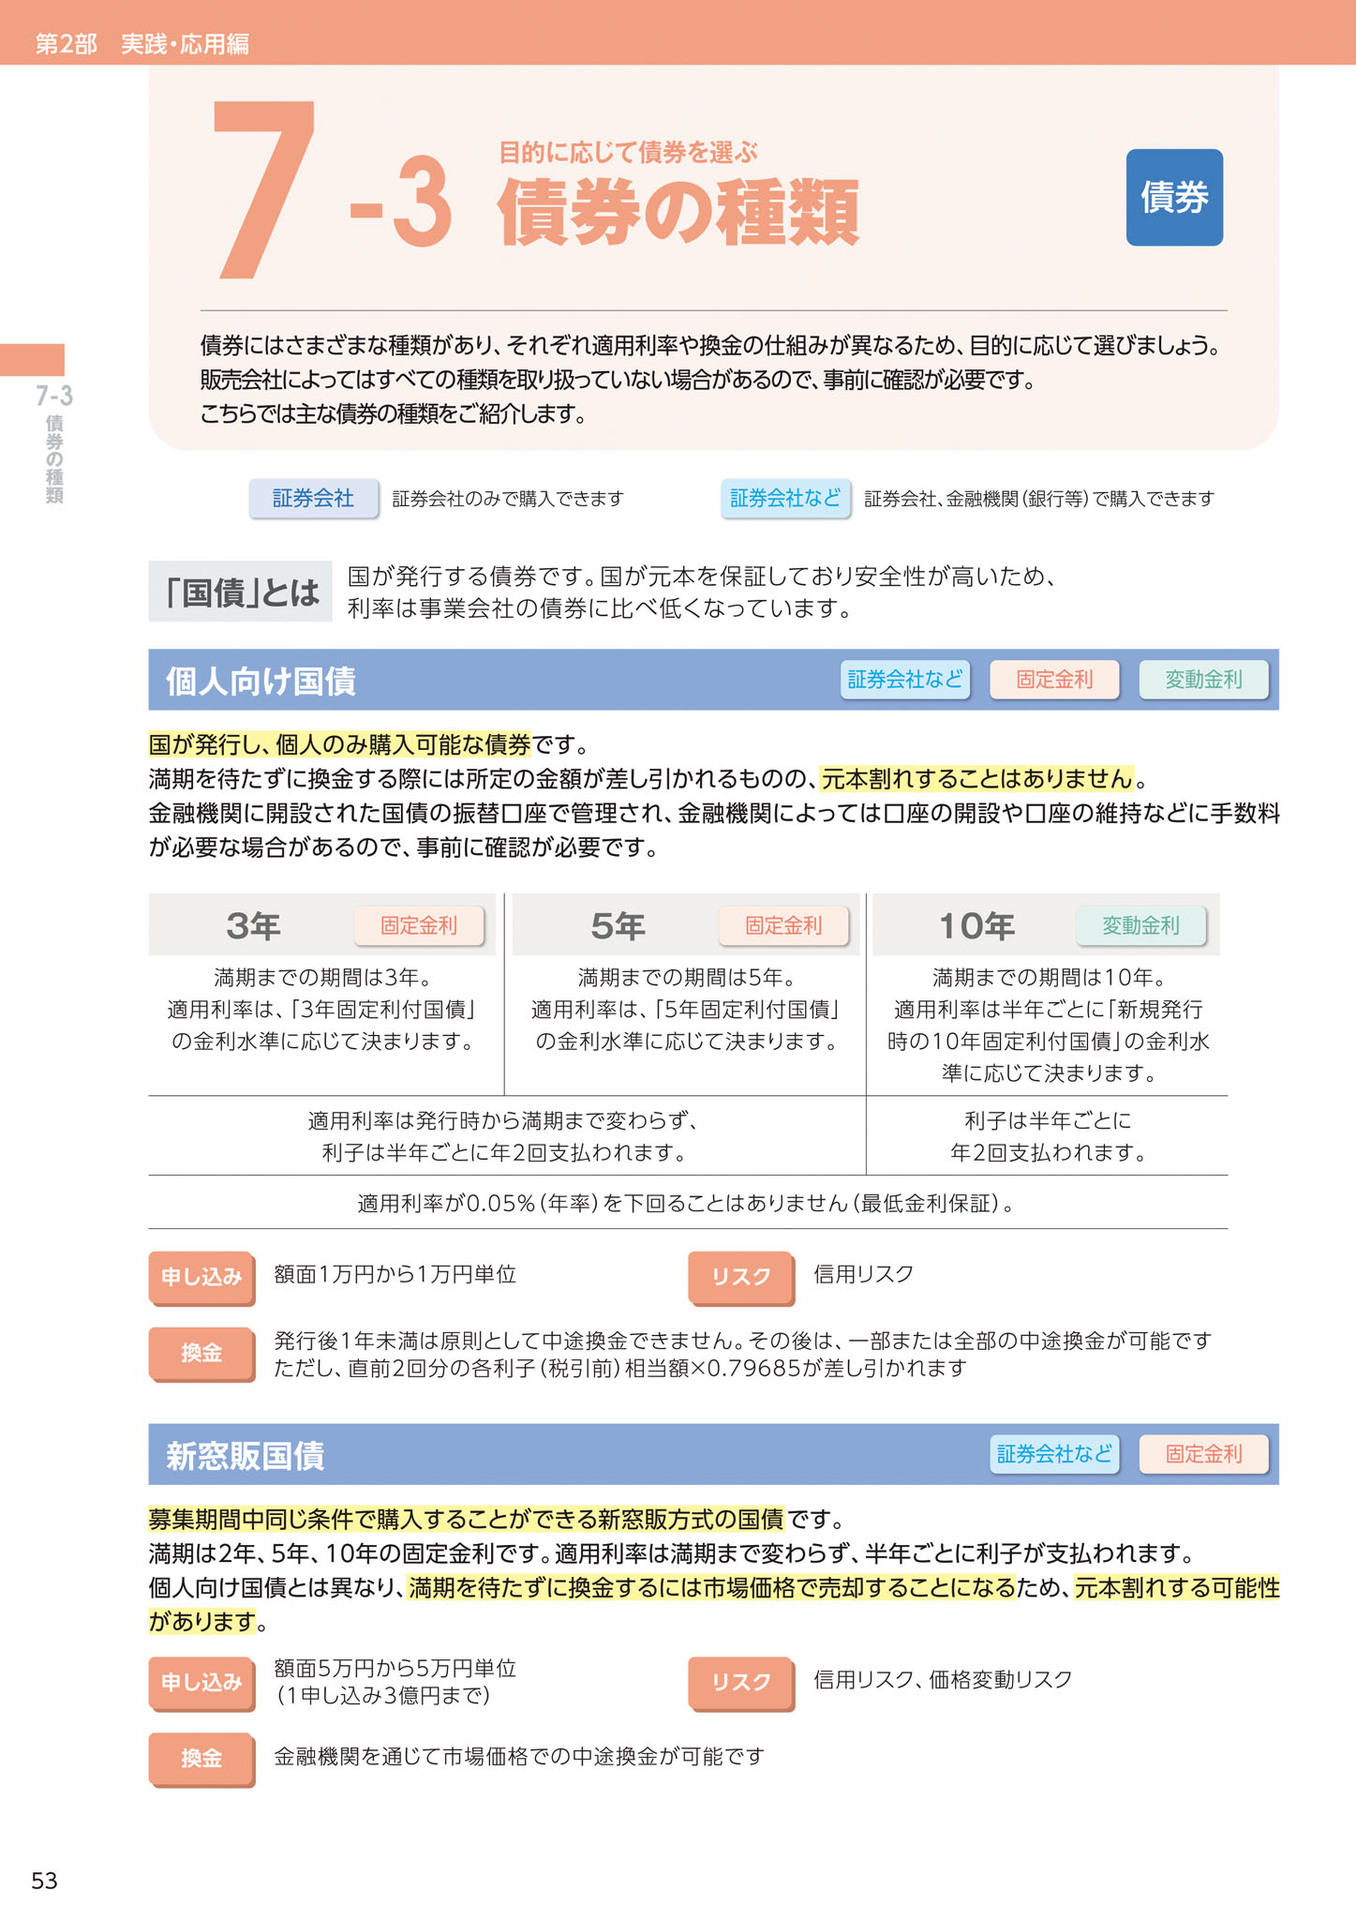 第2部　実践・応用編
7-3
目的に応じて債券を選ぶ
債券の種類
債券
債券にはさまざまな種類があり、それぞれ適用利率や換金の仕組みが異なるため、目的に応じて選びましょう。
販売会社によってはすべての種類を取り扱っていない場合があるので、事前に確認が必要です。
こちらでは主な債券の種類をご紹介します。
7-3
債券の種類
証券会社　証券会社のみで購入できます
証券会社など　証券会社、金融機関（銀行等）で購入できます
「国債」とは
国が発行する債券です。国が元本を保証しており安全性が高いため、
利率は事業会社の債券に比べ低くなっています。
個人向け国債　証券会社など　固定金利　変動金利
国が発行し、個人のみ購入可能な債券です。
満期を待たずに換金する際には所定の金額が差し引かれるものの、元本割れすることはありません。
金融機関に開設された国債の振替口座で管理され、金融機関によっては口座の開設や口座の維持などに手数料
が必要な場合があるので、事前に確認が必要です。
3年　固定金利
満期までの期間は3年。
適用利率は、「3年固定利付国債」
の金利水準に応じて決まります。
5年　固定金利
満期までの期間は5年。
適用利率は、「5年固定利付国債」
の金利水準に応じて決まります。
10年　変動金利
満期までの期間は10年。
適用利率は半年ごとに「新規発行
時の10年固定利付国債」の金利水
準に応じて決まります。
適用利率は発行時から満期まで変わらず、
利子は半年ごとに年2回支払われます。
利子は半年ごとに
年2回支払われます。
適用利率が0.05%（年率）を下回ることはありません（最低金利保証）。
申し込み　額面1万円から1万円単位
リスク　信用リスク
換金
発行後1年未満は原則として中途換金できません。その後は、一部または全部の中途換金が可能です
ただし、直前2回分の各利子（税引前）相当額×0.79685が差し引かれます
新窓販国債　証券会社など　固定金利
募集期間中同じ条件で購入することができる新窓販方式の国債です。
満期は2年、5年、10年の固定金利です。適用利率は満期まで変わらず、半年ごとに利子が支払われます。
個人向け国債とは異なり、満期を待たずに換金するには市場価格で売却することになるため、元本割れする可能性
があります。
申し込み
額面5万円から5万円単位
（1申し込み3億円まで）
リスク　信用リスク、価格変動リスク
換金　金融機関を通じて市場価格での中途換金が可能です
53